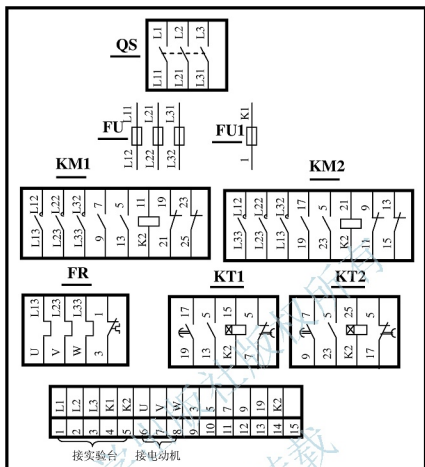 L1 L2 L3
QS
L11 L21 L31
L11 L21 L31 K1
FU FU1
L12 L22 L32 1
KM1 KM2
L12 L22 L32 7 5 11 19 23
L13 L23 L33 9 13 K2 21 25
L12 L22 L32 17 5 21 9 13
L33 L23 L13 19 23 K2 11 15
FR KT1 KT2
L13 L23 L33 1
U V W 3
17 5 15 5
19 13 K2 7
7 5 25 5
9 23 K2 17
L1 L2 L3 K1 K2 U V W 3 5 7 9 19 K2
1 2 3 4 5 6 7 8 9 10 11 12 13 14 15
接实验台 接电动机